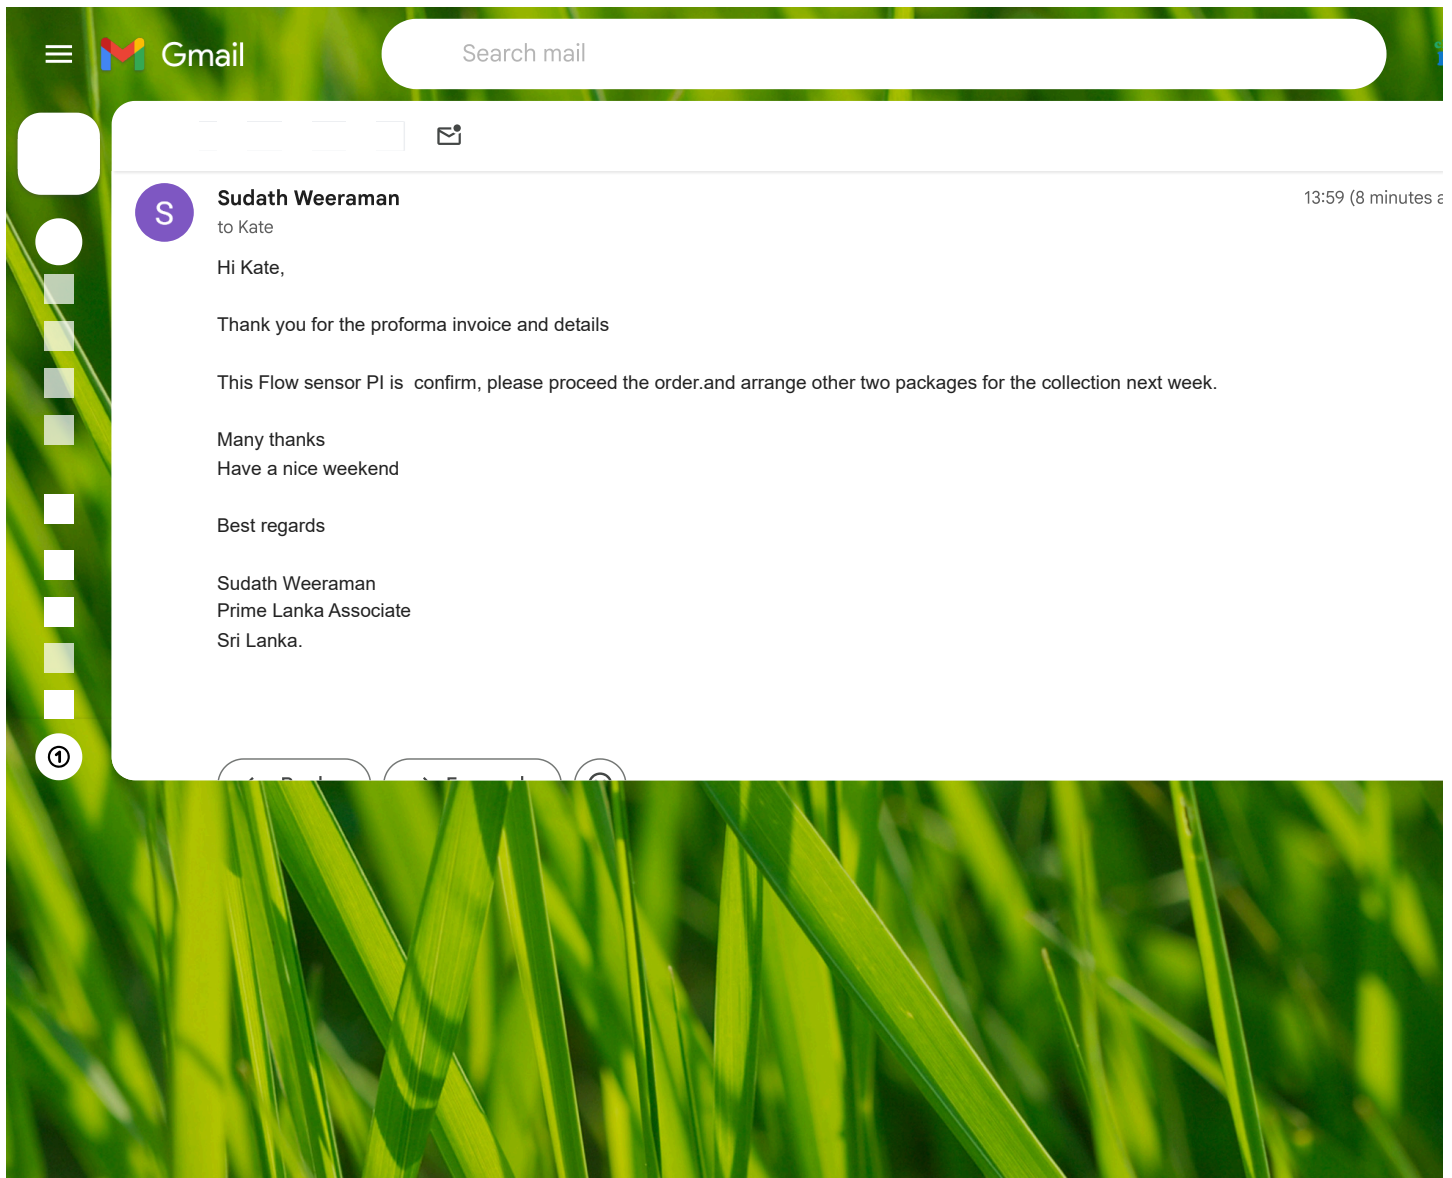 Gmail
Search mail
S
Sudath Weeraman
13:59 (8 minutes
to Kate
Hi Kate,
Thank you for the proforma invoice and details
This Flow sensor PI is  confirm, please proceed the order.and arrange other two packages for the collection next week.
Many thanks
Have a nice weekend
Best regards
Sudath Weeraman
Prime Lanka Associate
Sri Lanka.
1